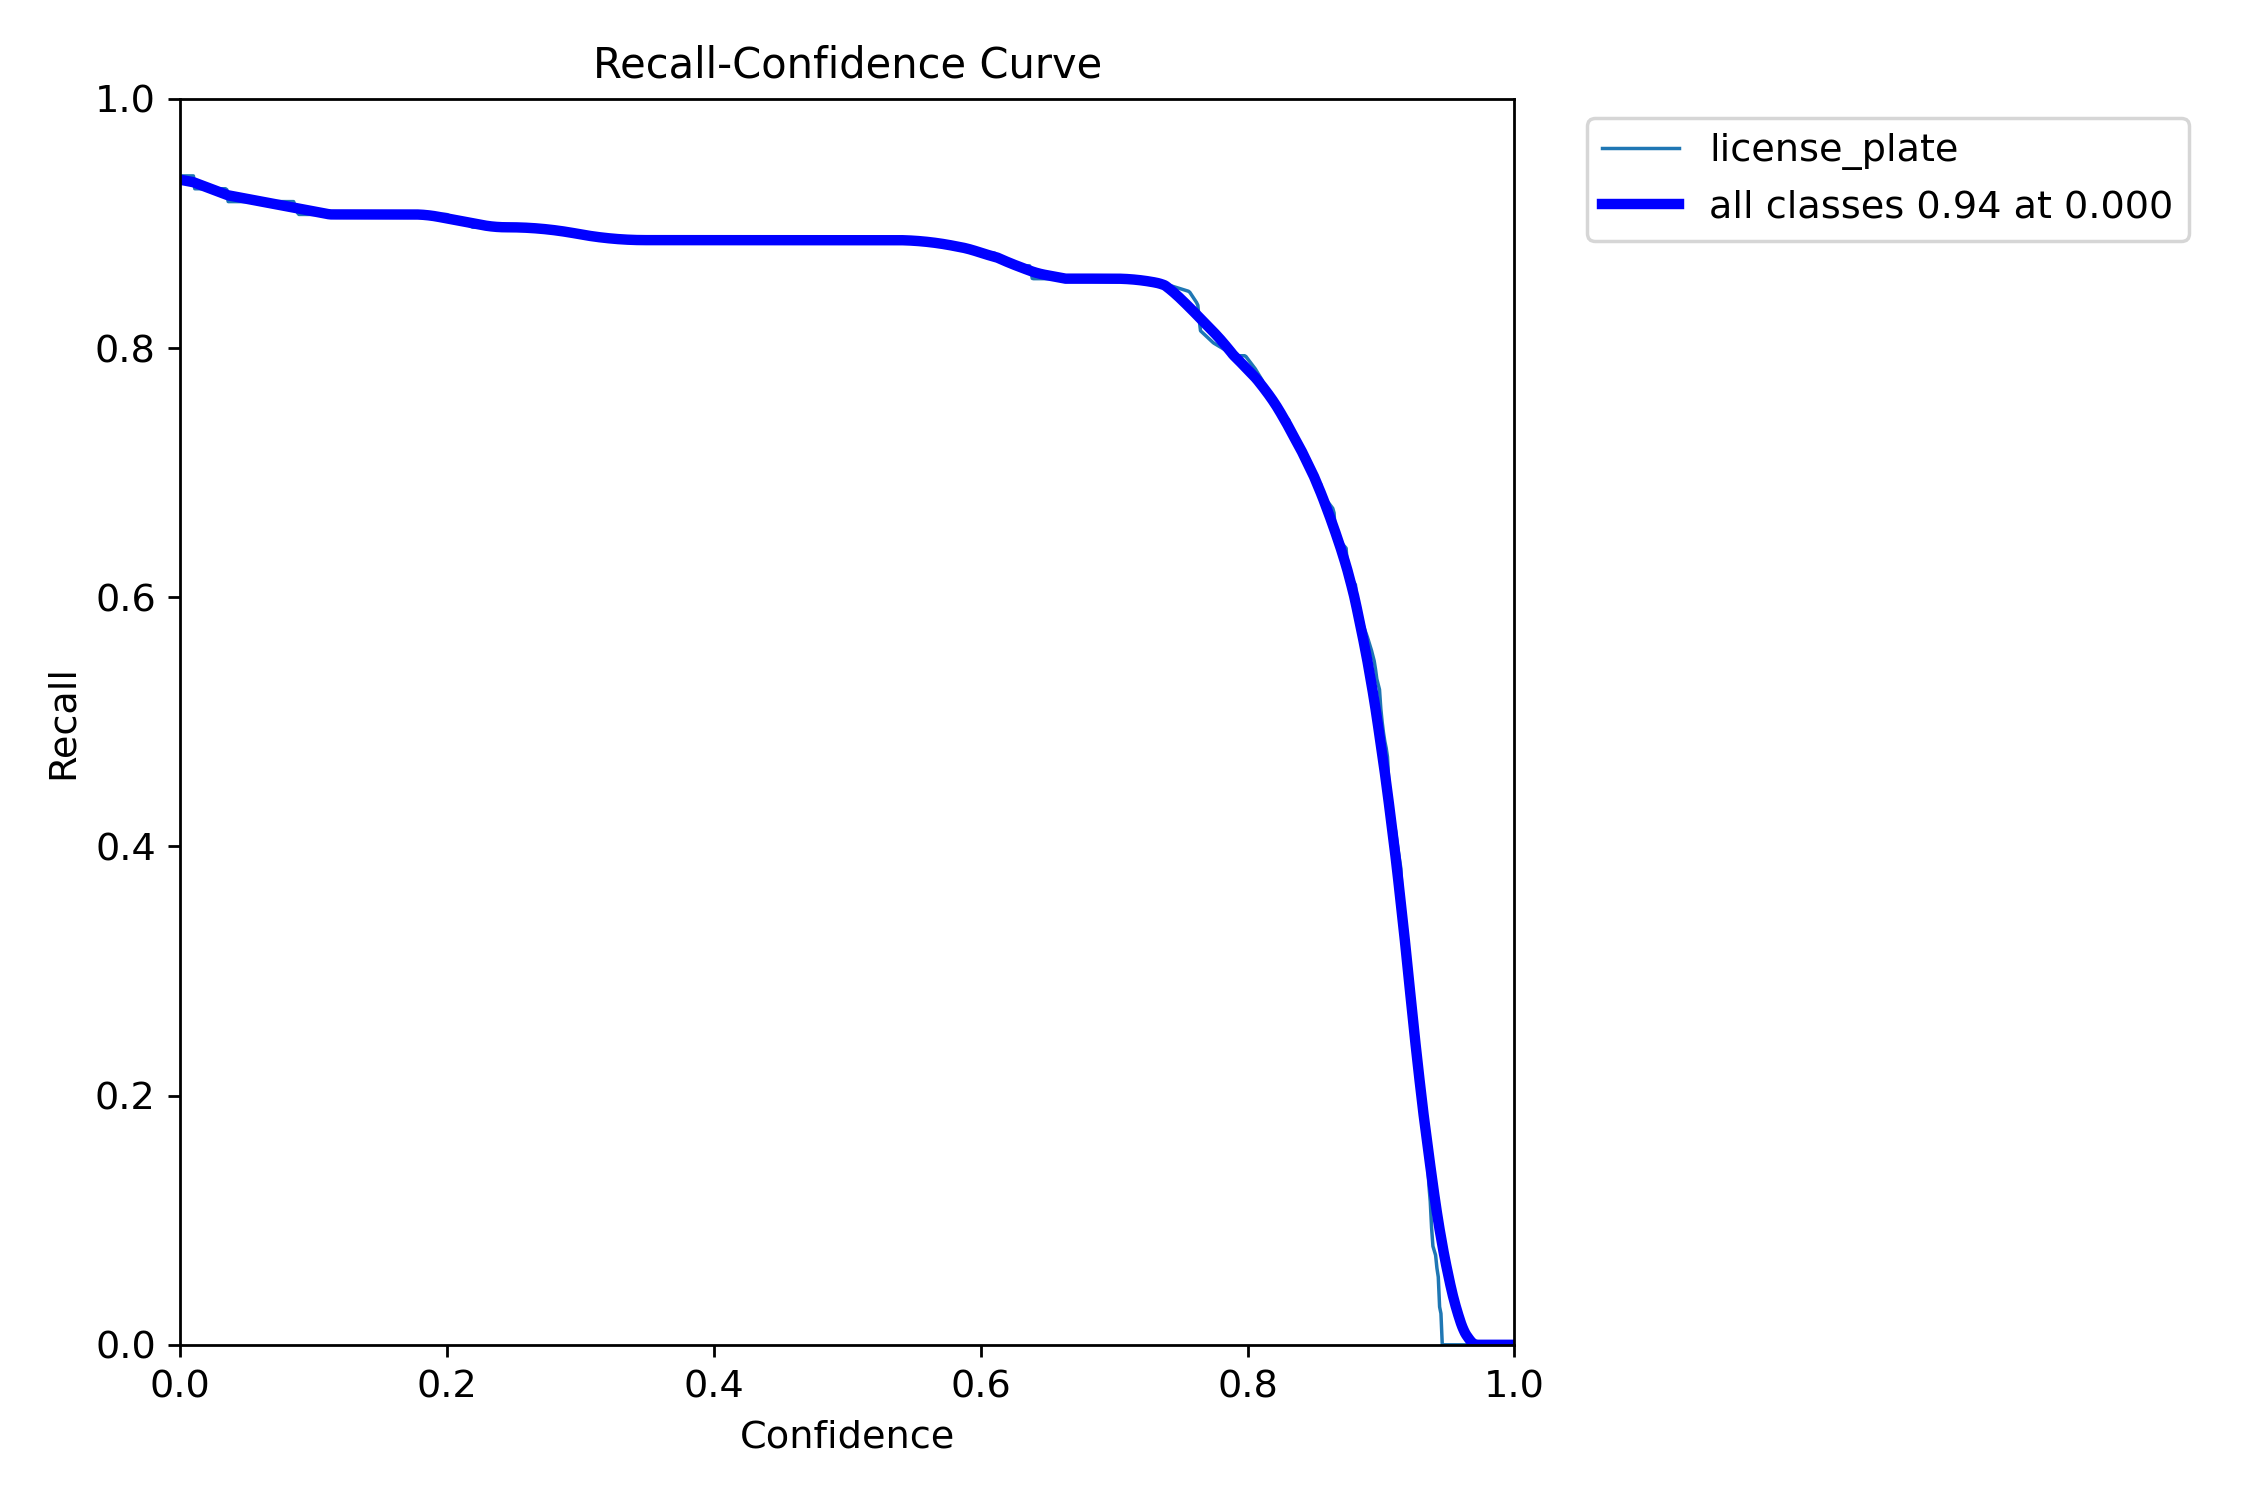 Recall-Confidence Curve
1.0
0.8
0.6
0.4
0.2
0.0
Recall
0.0 0.2 0.4 0.6 0.8 1.0
Confidence
license_plate
all classes 0.94 at 0.000